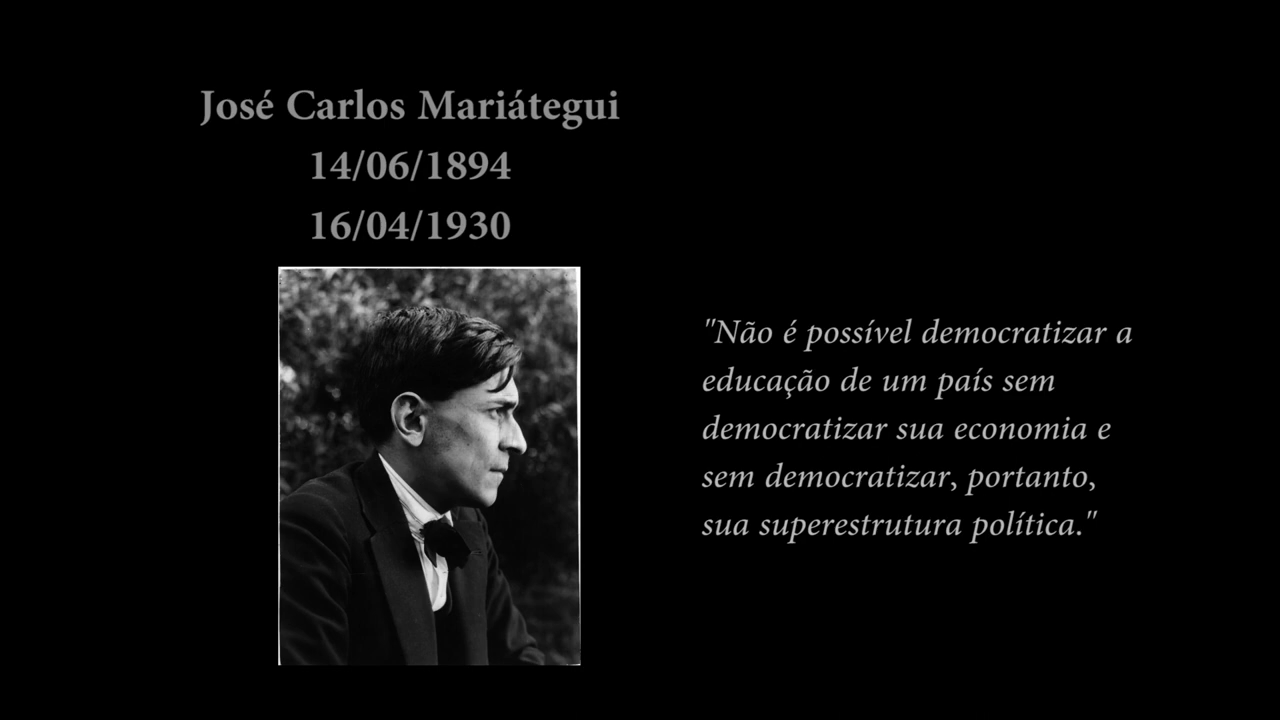 José Carlos Mariátegui
14/06/1894
16/04/1930
"Não é possível democratizar a
educação de um país sem
democratizar sua economia e
sem democratizar, portanto,
sua superestrutura política."